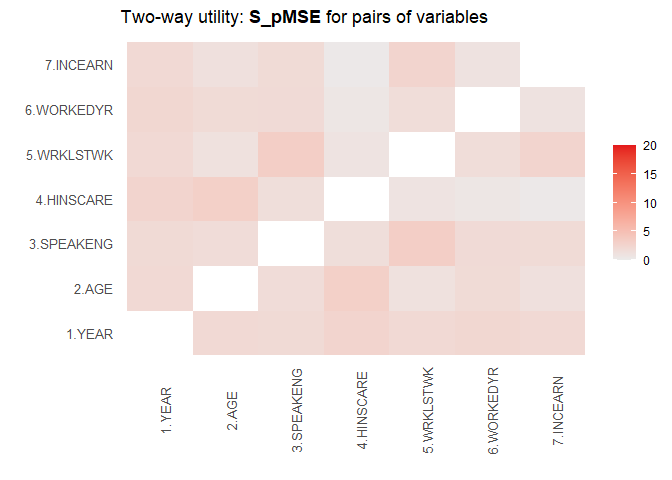 Two-way utility: S_pMSE for pairs of variables
7.INCEARN
6.WORKEDYR
5.WRKLSTWK
4.HINSCARE
3.SPEAKENG
2.AGE
1.YEAR
20
15
10
5
0
1.YEAR
2.AGE
3.SPEAKENG
4.HINSCARE
5.WRKLSTWK
6.WORKEDYR
7.INCEARN